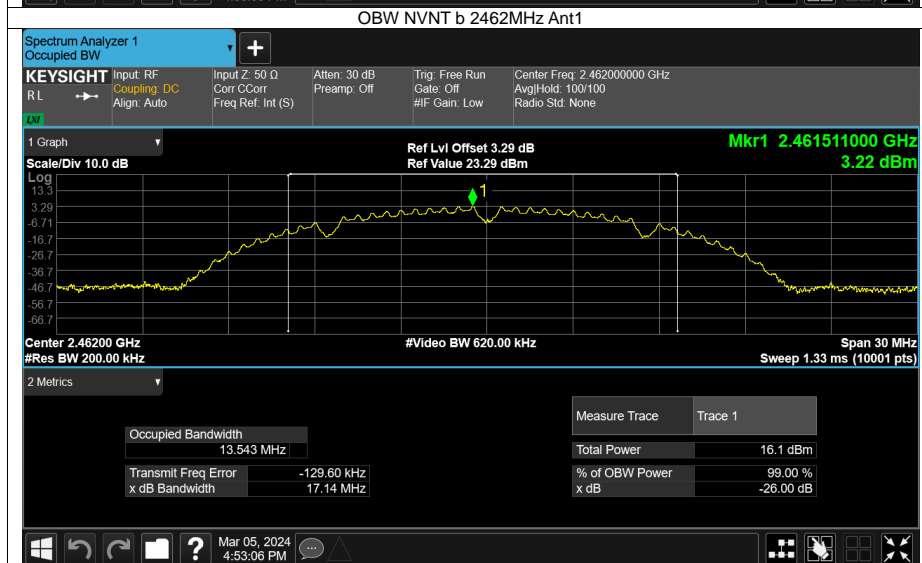 OBW NVNT b 2462MHz Ant1
Spectrum Analyzer 1
Occupied BW
KEYSIGHT
R L
LXI
Input: RF
Coupling: DC
Align: Auto
Input Z: 50 Ω
Corr CCorr
Freq Ref: Int (S)
Atten: 30 dB
Preamp: Off
Trig: Free Run
Gate: Off
#IF Gain: Low
Center Freq: 2.462000000 GHz
Avg|Hold: 100/100
Radio Std: None
1 Graph
Scale/Div 10.0 dB
Ref Lvl Offset 3.29 dB
Ref Value 23.29 dBm
Mkr1 2.461511000 GHz
3.22 dBm
Log
13.3
3.29
-6.71
-16.7
-26.7
-36.7
-46.7
-56.7
-66.7
1
Center 2.46200 GHz
#Res BW 200.00 kHz
#Video BW 620.00 kHz
Span 30 MHz
Sweep 1.33 ms (10001 pts)
2 Metrics
Occupied Bandwidth
13.543 MHz
Transmit Freq Error -129.60 kHz
x dB Bandwidth 17.14 MHz
Measure Trace Trace 1
Total Power 16.1 dBm
% of OBW Power 99.00 %
x dB -26.00 dB
Mar 05, 2024
4:53:06 PM